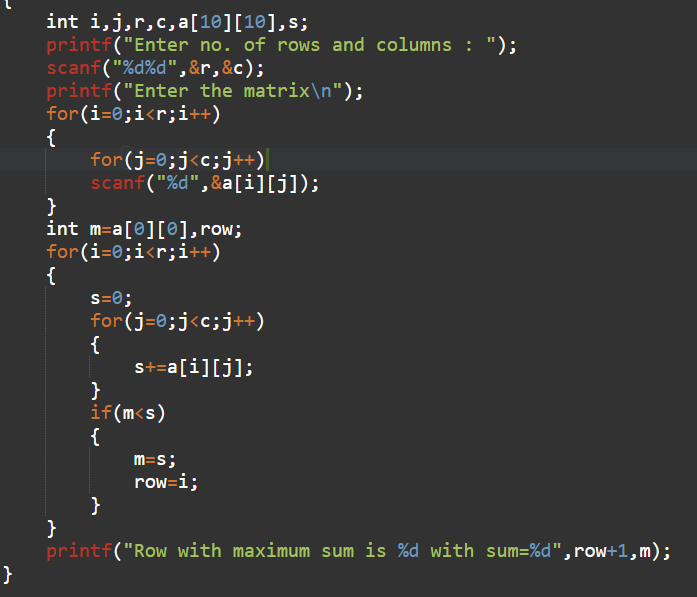 {
    int i,j,r,c,a[10][10],s;
    printf("Enter no. of rows and columns : ");
    scanf("%d%d",&r,&c);
    printf("Enter the matrix\n");
    for(i=0;i<r;i++)
    {
        for(j=0;j<c;j++)
        scanf("%d",&a[i][j]);
    }
    int m=a[0][0],row;
    for(i=0;i<r;i++)
    {
        s=0;
        for(j=0;j<c;j++)
        {
            s+=a[i][j];
        }
        if(m<s)
        {
            m=s;
            row=i;
        }
    }
    printf("Row with maximum sum is %d with sum=%d",row+1,m);
}